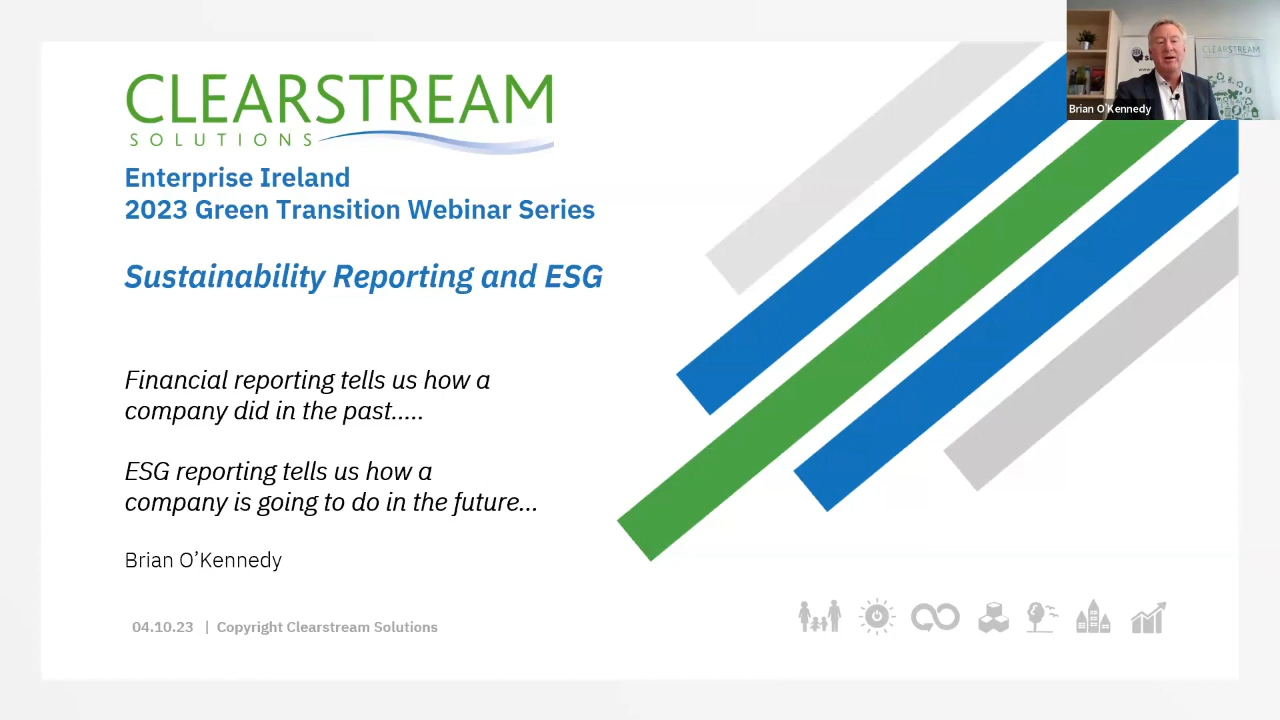 CLEARSTREAM
SOLUTIONS
Enterprise Ireland
2023 Green Transition Webinar Series
Sustainability Reporting and ESG
Financial reporting tells us how a
company did in the past.....
ESG reporting tells us how a
company is going to do in the future...
Brian O’Kennedy
04.10.23 | Copyright Clearstream Solutions
CLEARSTREAM
Brian O'Kennedy